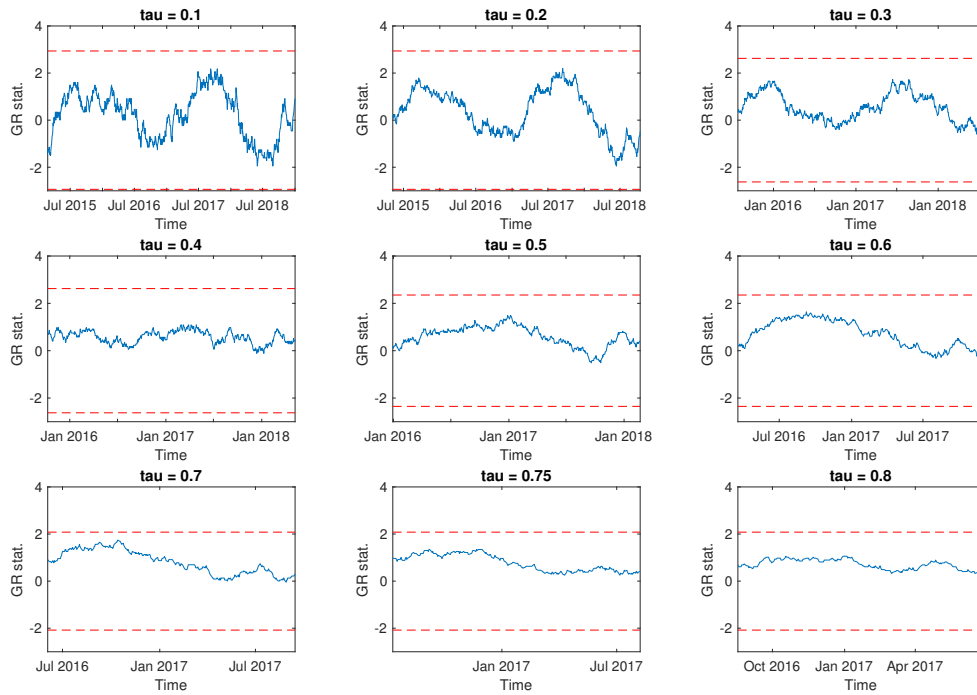 tau = 0.1
4
2
0
-2
GR stat.
Jul 2015 Jul 2016 Jul 2017 Jul 2018
Time
tau = 0.2
4
2
0
-2
GR stat.
Jul 2015 Jul 2016 Jul 2017 Jul 2018
Time
tau = 0.3
4
2
0
-2
GR stat.
Jan 2016 Jan 2017 Jan 2018
Time
tau = 0.4
4
2
0
-2
GR stat.
Jan 2016 Jan 2017 Jan 2018
Time
tau = 0.5
4
2
0
-2
GR stat.
Jan 2016 Jan 2017 Jan 2018
Time
tau = 0.6
4
2
0
-2
GR stat.
Jul 2016 Jan 2017 Jul 2017
Time
tau = 0.7
4
2
0
-2
GR stat.
Jul 2016 Jan 2017 Jul 2017
Time
tau = 0.75
4
2
0
-2
GR stat.
Jan 2017 Jul 2017
Time
tau = 0.8
4
2
0
-2
GR stat.
Oct 2016 Jan 2017 Apr 2017
Time